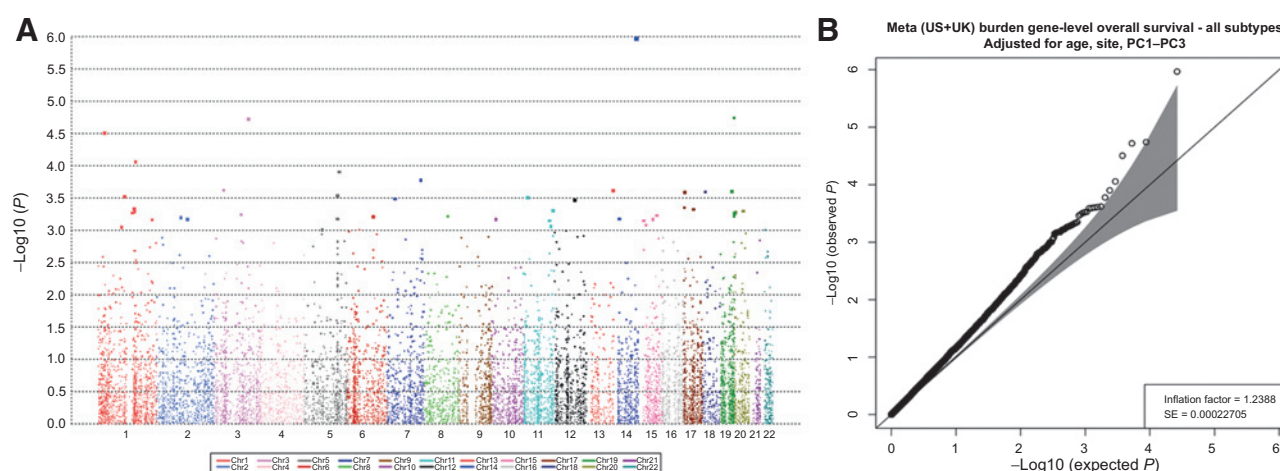 A
6.0
5.5
5.0
4.5
4.0
3.5
3.0
2.5
2.0
1.5
1.0
0.5
0.0
–Log10 (P)
1 2 3 4 5 6 7 8 9 10 11 12 13 14 15 16 17 18 19 20 21 22
Chr1 Chr3 Chr5 Chr7 Chr9 Chr11 Chr13 Chr15 Chr17 Chr19 Chr21
Chr2 Chr4 Chr6 Chr8 Chr10 Chr12 Chr14 Chr16 Chr18 Chr20 Chr22
B
Meta (US+UK) burden gene-level overall survival - all subtypes
Adjusted for age, site, PC1–PC3
6
5
4
3
2
1
0
–Log10 (observed P)
Inflation factor = 1.2388
SE = 0.00022705
0 1 2 3 4 5 6
–Log10 (expected P)